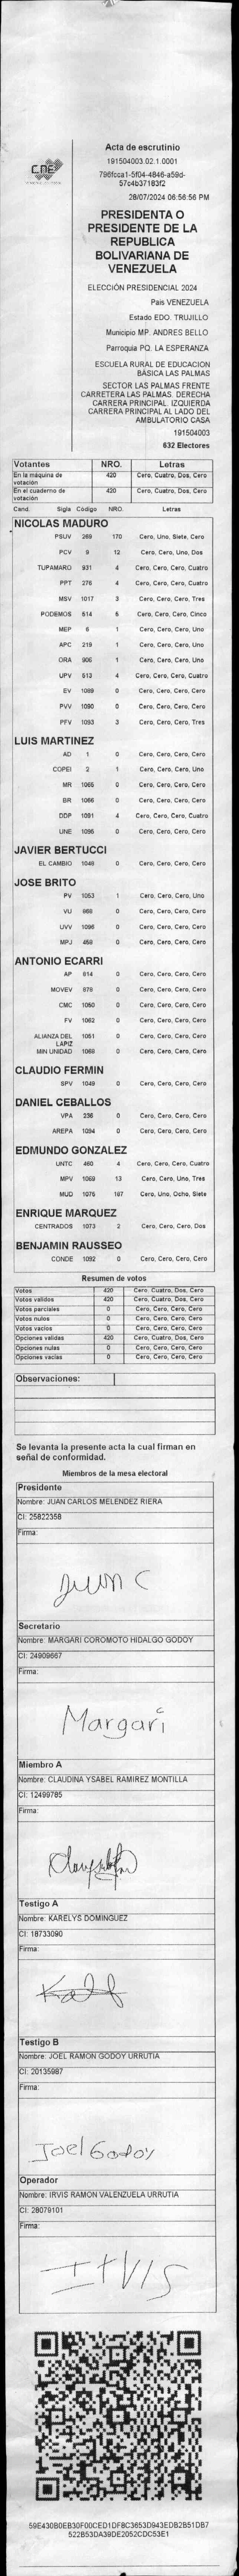 CNE
Acta de escrutinio
191504003.02.1.0001
796fcca1-5f04-4846-a59d-
57c4b37183f2
28/07/2024 06:56:56 PM
PRESIDENTA O
PRESIDENTE DE LA
REPUBLICA
BOLIVARIANA DE
VENEZUELA
ELECCIÓN PRESIDENCIAL 2024
Pais VENEZUELA
Estado EDO. TRUJILLO
Municipio MP. ANDRES BELLO
Parroquia PQ. LA ESPERANZA
ESCUELA RURAL DE EDUCACION
BÁSICA LAS PALMAS
SECTOR LAS PALMAS FRENTE
CARRETERA LAS PALMAS. DERECHA
CARRERA PRINCIPAL. IZQUIERDA
CARRERA PRINCIPAL AL LADO DEL
AMBULATORIO CASA
191504003
632 Electores
Votantes NRO. Letras
En la máquina de votación 420 Cero, Cuatro, Dos, Cero
En el cuaderno de votación 420 Cero, Cuatro, Dos, Cero
Cand. Sigla Código NRO. Letras
NICOLAS MADURO
PSUV 269 170 Cero, Uno, Siete, Cero
PCV 9 12 Cero, Cero, Uno, Dos
TUPAMARO 931 4 Cero, Cero, Cero, Cuatro
PPT 276 4 Cero, Cero, Cero, Cuatro
MSV 1017 3 Cero, Cero, Cero, Tres
PODEMOS 514 5 Cero, Cero, Cero, Cinco
MEP 6 1 Cero, Cero, Cero, Uno
APC 219 1 Cero, Cero, Cero, Uno
ORA 906 1 Cero, Cero, Cero, Uno
UPV 513 4 Cero, Cero, Cero, Cuatro
EV 1089 0 Cero, Cero, Cero, Cero
PVV 1090 0 Cero, Cero, Cero, Cero
PFV 1093 3 Cero, Cero, Cero, Tres
LUIS MARTINEZ
AD 1 0 Cero, Cero, Cero, Cero
COPEI 2 1 Cero, Cero, Cero, Uno
MR 1065 0 Cero, Cero, Cero, Cero
BR 1066 0 Cero, Cero, Cero, Cero
DDP 1091 4 Cero, Cero, Cero, Cuatro
UNE 1095 0 Cero, Cero, Cero, Cero
JAVIER BERTUCCI
EL CAMBIO 1048 0 Cero, Cero, Cero, Cero
JOSE BRITO
PV 1053 1 Cero, Cero, Cero, Uno
VU 868 0 Cero, Cero, Cero, Cero
UVV 1096 0 Cero, Cero, Cero, Cero
MPJ 458 0 Cero, Cero, Cero, Cero
ANTONIO ECARRI
AP 814 0 Cero, Cero, Cero, Cero
MOVEV 878 0 Cero, Cero, Cero, Cero
CMC 1050 0 Cero, Cero, Cero, Cero
FV 1062 0 Cero, Cero, Cero, Cero
ALIANZA DEL LAPIZ 1051 0 Cero, Cero, Cero, Cero
MIN UNIDAD 1068 0 Cero, Cero, Cero, Cero
CLAUDIO FERMIN
SPV 1049 0 Cero, Cero, Cero, Cero
DANIEL CEBALLOS
VPA 236 0 Cero, Cero, Cero, Cero
AREPA 1094 0 Cero, Cero, Cero, Cero
EDMUNDO GONZALEZ
UNTC 460 4 Cero, Cero, Cero, Cuatro
MPV 1069 13 Cero, Cero, Uno, Tres
MUD 1075 187 Cero, Uno, Ocho, Siete
ENRIQUE MARQUEZ
CENTRADOS 1073 2 Cero, Cero, Cero, Dos
BENJAMIN RAUSSEO
CONDE 1092 0 Cero, Cero, Cero, Cero
Resumen de votos
Votos 420 Cero, Cuatro, Dos, Cero
Votos validos 420 Cero, Cuatro, Dos, Cero
Votos parciales 0 Cero, Cero, Cero, Cero
Votos nulos 0 Cero, Cero, Cero, Cero
Votos vacios 0 Cero, Cero, Cero, Cero
Opciones validas 420 Cero, Cuatro, Dos, Cero
Opciones nulas 0 Cero, Cero, Cero, Cero
Opciones vacias 0 Cero, Cero, Cero, Cero
Observaciones:
Se levanta la presente acta la cual firman en
señal de conformidad.
Miembros de la mesa electoral
Presidente
Nombre: JUAN CARLOS MELENDEZ RIERA
CI: 25822358
Firma:
Juan C
Secretario
Nombre: MARGARI COROMOTO HIDALGO GODOY
CI: 24909667
Firma:
Margari
Miembro A
Nombre: CLAUDINA YSABEL RAMIREZ MONTILLA
CI: 12499785
Firma:
Testigo A
Nombre: KARELYS DOMINGUEZ
CI: 18733090
Firma:
Testigo B
Nombre: JOEL RAMON GODOY URRUTIA
CI: 20135987
Firma:
Joel Godoy
Operador
Nombre: IRVIS RAMON VALENZUELA URRUTIA
CI: 28079101
Firma:
IrVIS
59E430B0EB30F00CED1DF8C3653D943EDB2B51DB7
522B53DA39DE2052CDC53E1